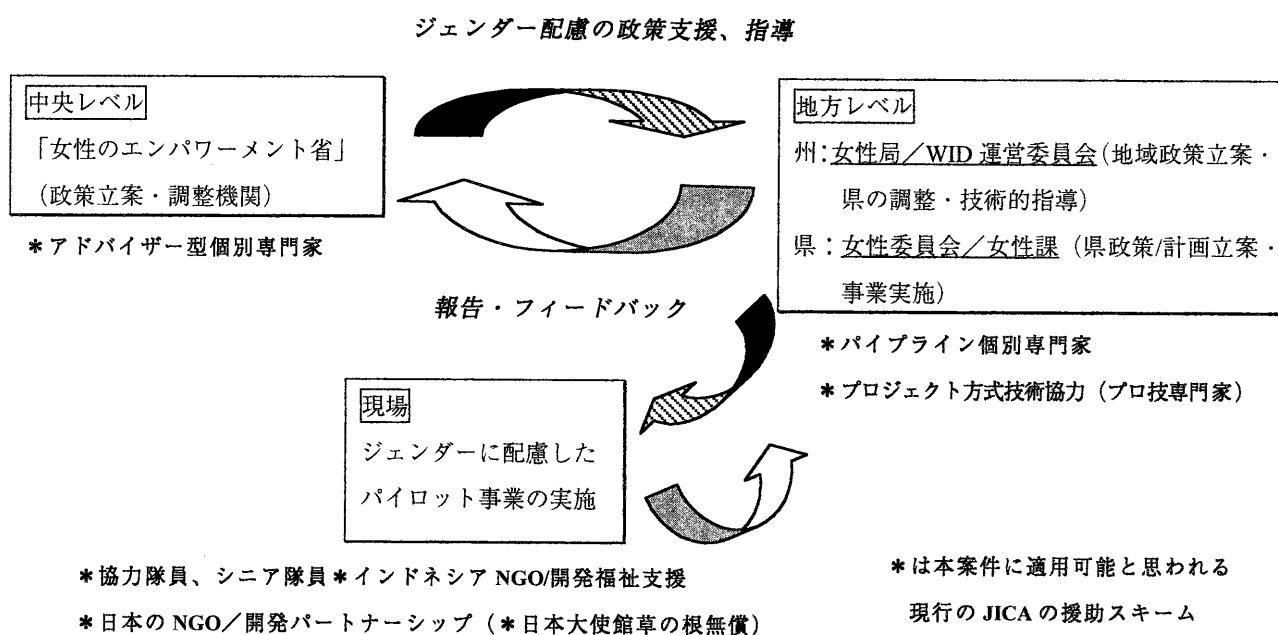 ジェンダー配慮の政策支援、指導
中央レベル
「女性のエンパワーメント省」
(政策立案・調整機関)
*アドバイザー型個別専門家
地方レベル
州:女性局/WID 運営委員会(地域政策立案・
県の調整・技術的指導)
県:女性委員会/女性課(県政策/計画立案・
事業実施)
報告・フィードバック
*パイプライン個別専門家
*プロジェクト方式技術協力(プロ技専門家)
現場
ジェンダーに配慮した
パイロット事業の実施
*協力隊員、シニア隊員*インドネシア NGO/開発福祉支援
*日本の NGO/開発パートナーシップ(*日本大使館草の根無償)
*は本案件に適用可能と思われる
現行の JICA の援助スキーム